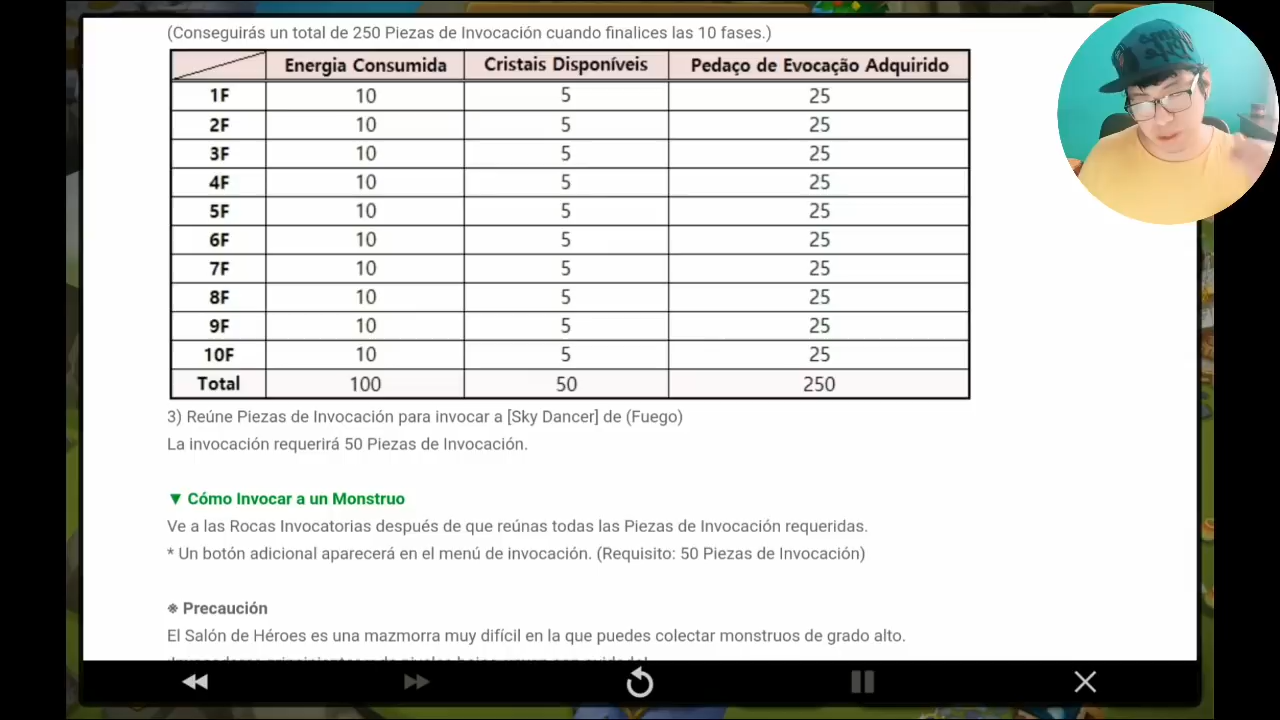 (Conseguirás un total de 250 Piezas de Invocación cuando finalices las 10 fases.)
Energia Consumida Cristais Disponíveis Pedaço de Evocação Adquirido
1F 10 5 25
2F 10 5 25
3F 10 5 25
4F 10 5 25
5F 10 5 25
6F 10 5 25
7F 10 5 25
8F 10 5 25
9F 10 5 25
10F 10 5 25
Total 100 50 250
3) Reúne Piezas de Invocación para invocar a [Sky Dancer] de (Fuego)
La invocación requerirá 50 Piezas de Invocación.
▼ Cómo Invocar a un Monstruo
Ve a las Rocas Invocatorias después de que reúnas todas las Piezas de Invocación requeridas.
* Un botón adicional aparecerá en el menú de invocación. (Requisito: 50 Piezas de Invocación)
※ Precaución
El Salón de Héroes es una mazmorra muy difícil en la que puedes colectar monstruos de grado alto.